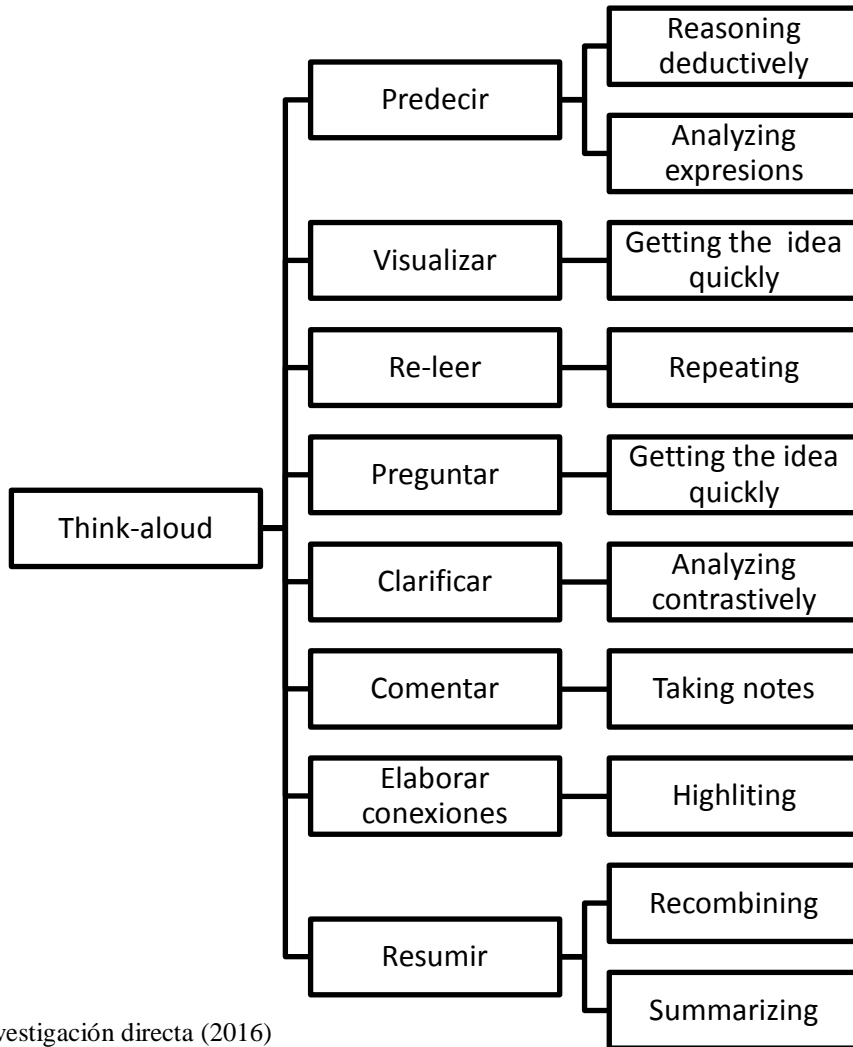 Think-aloud
Predecir
Reasoning
deductively
Analyzing
expresions
Visualizar
Getting the idea
quickly
Re-leer
Repeating
Preguntar
Getting the idea
quickly
Clarificar
Analyzing
contrastively
Comentar
Taking notes
Elaborar
conexiones
Highliting
Resumir
Recombining
Summarizing
vestigación directa (2016)